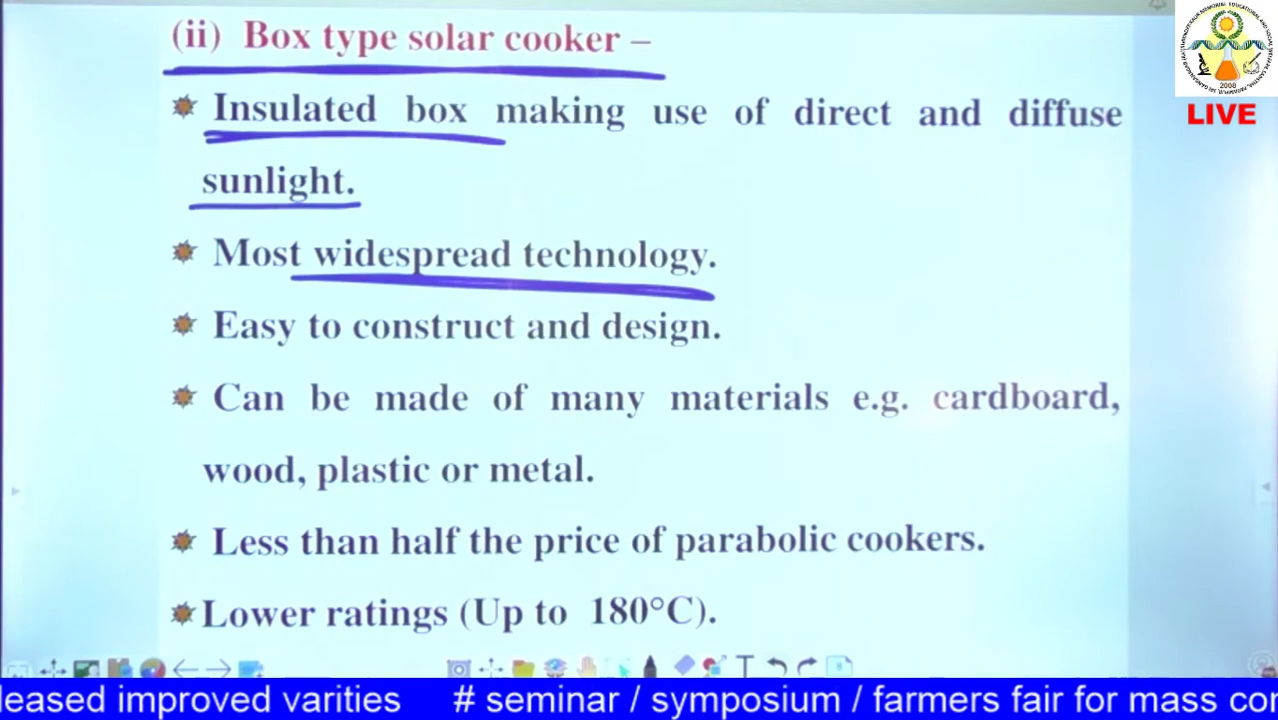 (ii) Box type solar cooker –
Insulated box making use of direct and diffuse
sunlight.
Most widespread technology.
Easy to construct and design.
Can be made of many materials e.g. cardboard,
wood, plastic or metal.
Less than half the price of parabolic cookers.
Lower ratings (Up to 180°C).
2008
LIVE
leased improved varities # seminar / symposium / farmers fair for mass co